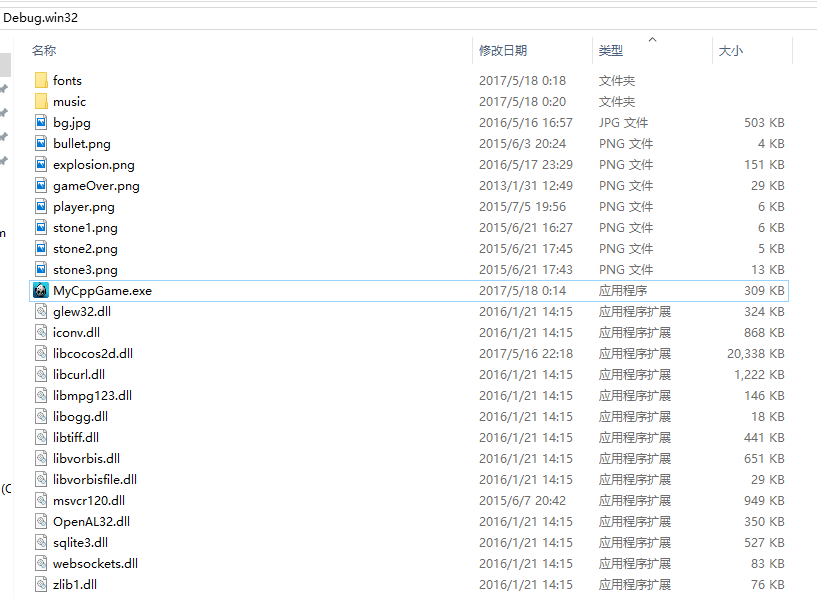 Debug.win32
名称 修改日期 类型 大小
fonts 2017/5/18 0:18 文件夹
music 2017/5/18 0:20 文件夹
bg.jpg 2016/5/16 16:57 JPG 文件 503 KB
bullet.png 2015/6/3 20:24 PNG 文件 4 KB
explosion.png 2016/5/17 23:29 PNG 文件 151 KB
gameOver.png 2013/1/31 12:49 PNG 文件 29 KB
player.png 2015/7/5 19:56 PNG 文件 6 KB
stone1.png 2015/6/21 16:27 PNG 文件 6 KB
stone2.png 2015/6/21 17:45 PNG 文件 5 KB
m
stone3.png 2015/6/21 17:43 PNG 文件 13 KB
MyCppGame.exe 2017/5/18 0:14 应用程序 309 KB
glew32.dll 2016/1/21 14:15 应用程序扩展 324 KB
iconv.dll 2016/1/21 14:15 应用程序扩展 868 KB
libcocos2d.dll 2017/5/16 22:18 应用程序扩展 20,338 KB
libcurl.dll 2016/1/21 14:15 应用程序扩展 1,222 KB
libmpg123.dll 2016/1/21 14:15 应用程序扩展 146 KB
libogg.dll 2016/1/21 14:15 应用程序扩展 18 KB
libtiff.dll 2016/1/21 14:15 应用程序扩展 441 KB
libvorbis.dll 2016/1/21 14:15 应用程序扩展 651 KB
libvorbisfile.dll 2016/1/21 14:15 应用程序扩展 29 KB
(C
msvcr120.dll 2015/6/7 20:42 应用程序扩展 949 KB
OpenAL32.dll 2016/1/21 14:15 应用程序扩展 350 KB
sqlite3.dll 2016/1/21 14:15 应用程序扩展 527 KB
websockets.dll 2016/1/21 14:15 应用程序扩展 83 KB
zlib1.dll 2016/1/21 14:15 应用程序扩展 76 KB